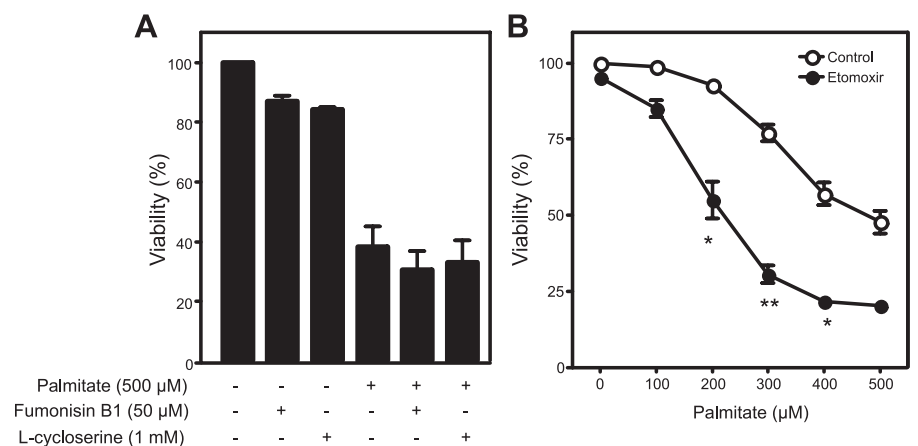 A
Viability (%)
100
80
60
40
20
0
Palmitate (500 µM) - - - + + +
Fumonisin B1 (50 µM) - + - - + -
L-cycloserine (1 mM) - - + - - +
B
Viability (%)
100
75
50
25
0
Control
Etomoxir
*
**
*
0 100 200 300 400 500
Palmitate (µM)